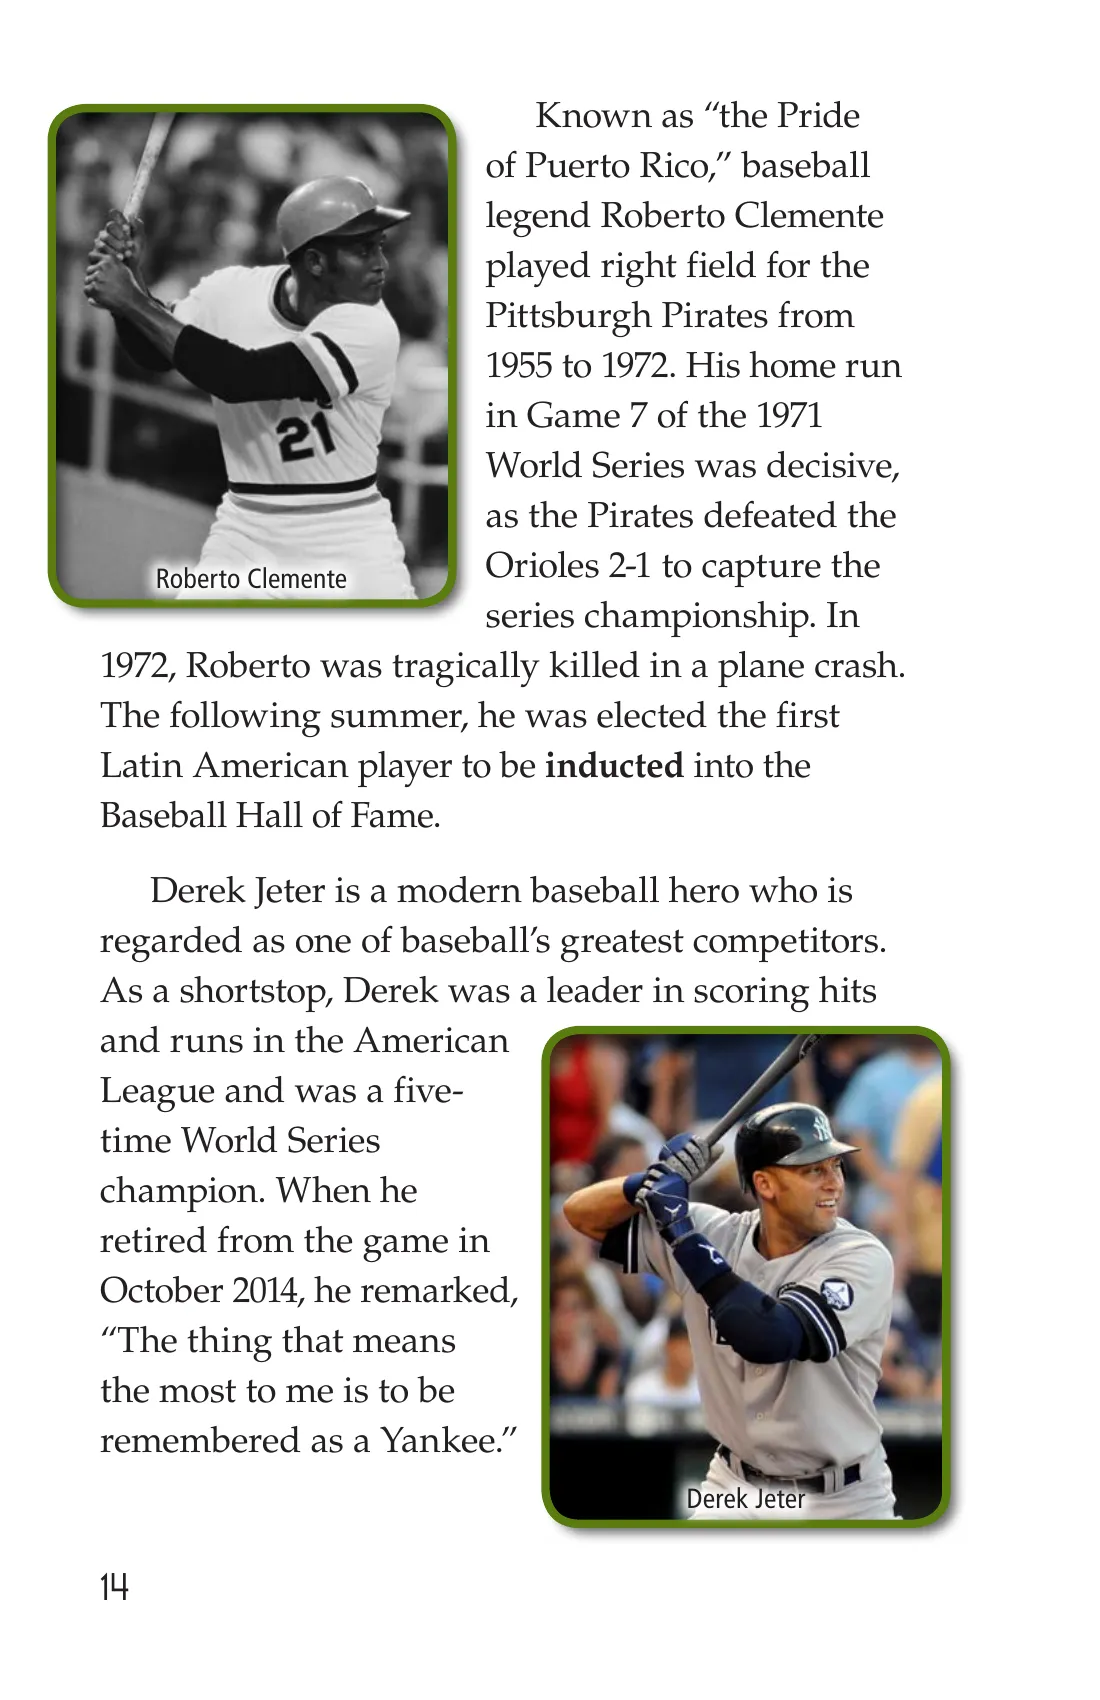 Known as “the Pride
of Puerto Rico,” baseball
legend Roberto Clemente
played right field for the
Pittsburgh Pirates from
1955 to 1972. His home run
in Game 7 of the 1971
World Series was decisive,
as the Pirates defeated the
Orioles 2-1 to capture the
series championship. In
1972, Roberto was tragically killed in a plane crash.
The following summer, he was elected the first
Latin American player to be inducted into the
Baseball Hall of Fame.
21
Roberto Clemente
Derek Jeter is a modern baseball hero who is
regarded as one of baseball’s greatest competitors.
As a shortstop, Derek was a leader in scoring hits
and runs in the American
League and was a five-
time World Series
champion. When he
retired from the game in
October 2014, he remarked,
“The thing that means
the most to me is to be
remembered as a Yankee.”
NY
Derek Jeter
14